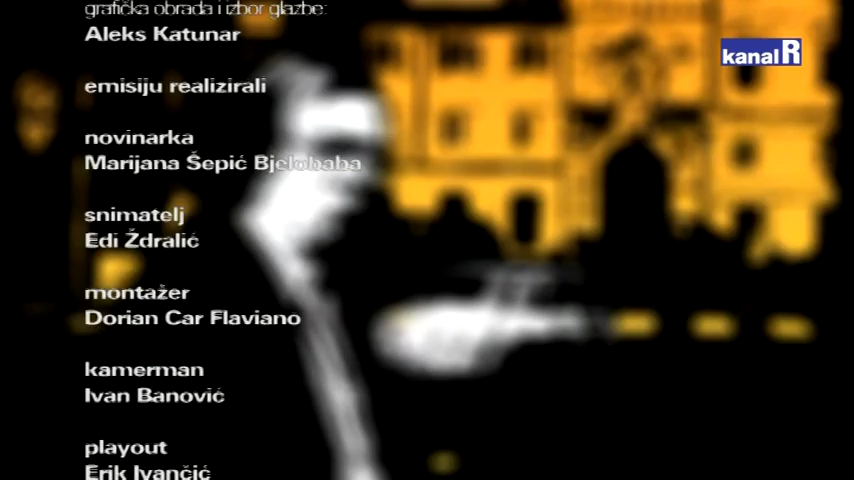 grafička obrada i izbor glazbe:
Aleks Katunar
kanal R
emisiju realizirali
novinarka
Marijana Šepić Bjelobaba
snimatelj
Edi Ždralić
montažer
Dorian Car Flaviano
kamerman
Ivan Banović
playout
Erik Ivančić